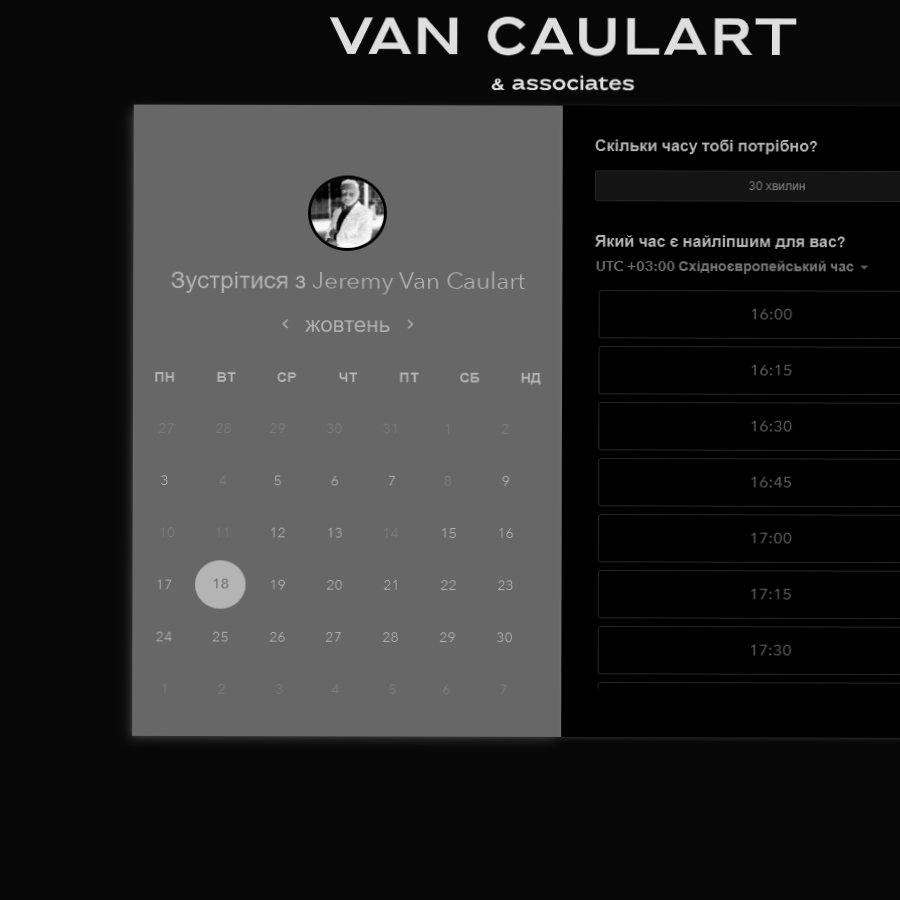 VAN CAULART
& associates
Зустрітися з Jeremy Van Caulart
жовтень
ПН ВТ СР ЧТ ПТ СБ НД
27 28 29 30 31 1 2
3 4 5 6 7 8 9
10 11 12 13 14 15 16
17 18 19 20 21 22 23
24 25 26 27 28 29 30
1 2 3 4 5 6 7
Скільки часу тобі потрібно?
30 хвилин
Який час є найліпшим для вас?
UTC +03:00 Східноєвропейський час
16:00
16:15
16:30
16:45
17:00
17:15
17:30